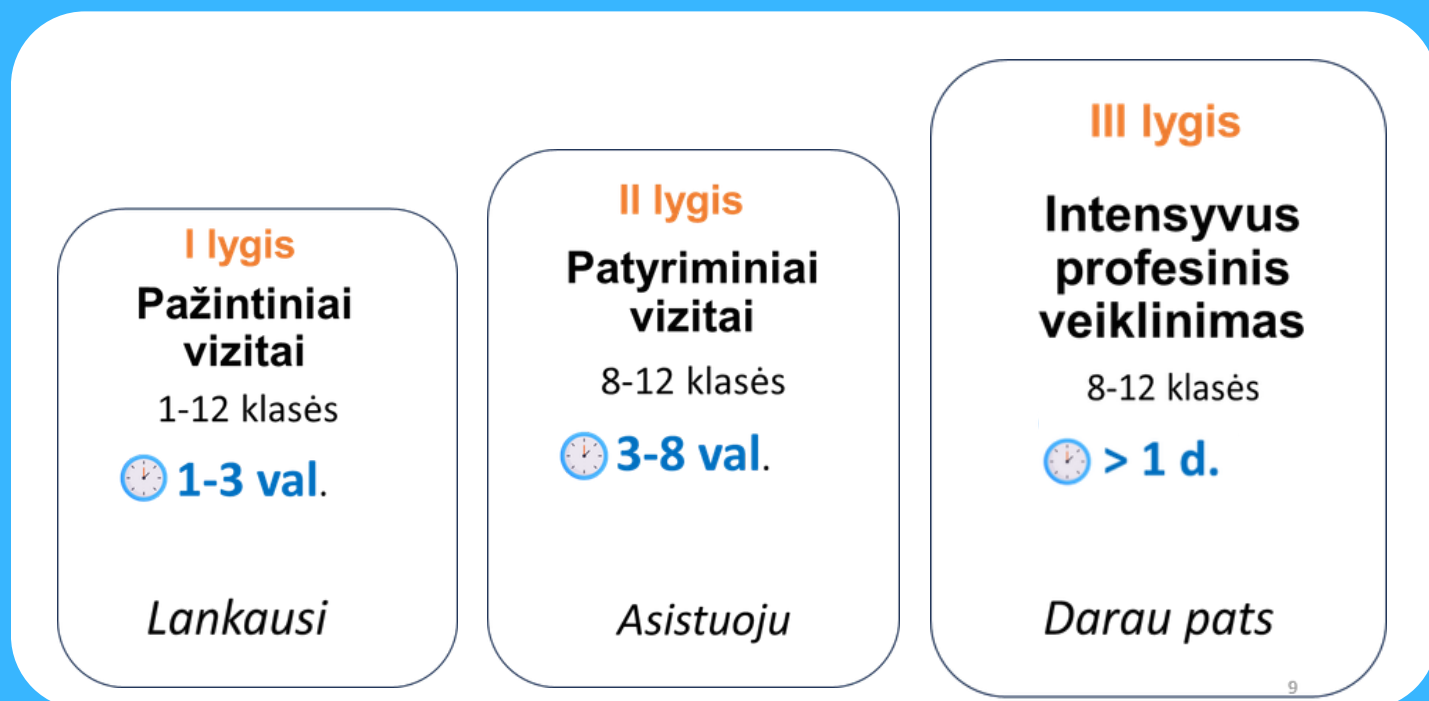 I lygis
Pažintiniai
vizitai
1-12 klasės
1-3 val.
Lankausi
II lygis
Patyriminiai
vizitai
8-12 klasės
3-8 val.
Asistuoju
III lygis
Intensyvus
profesinis
veiklinimas
8-12 klasės
> 1 d.
Darau pats
9